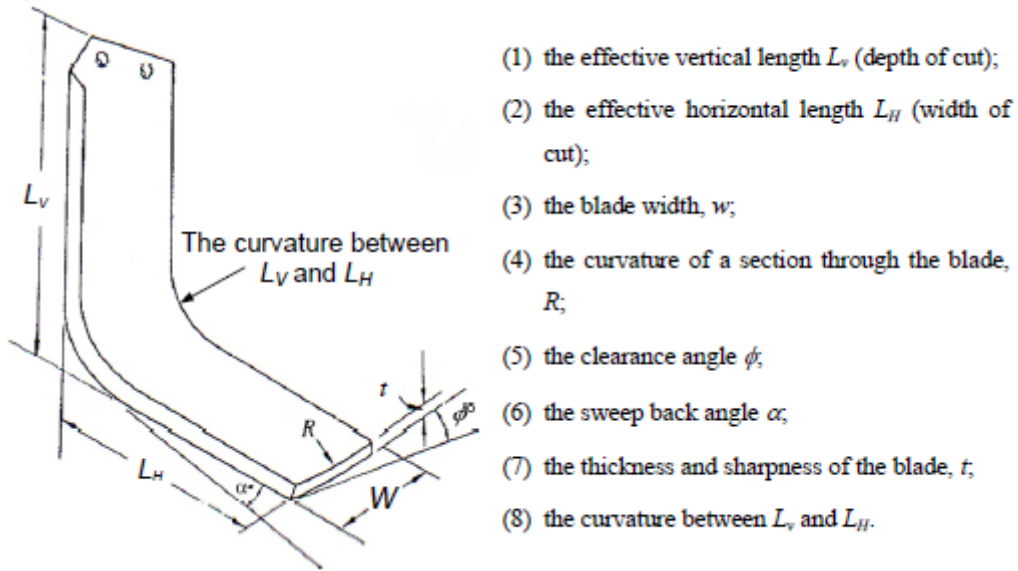 L_V
The curvature between
L_V and L_H
t
R
ϕ°
α°
L_H
W
(1) the effective vertical length L_v (depth of cut);
(2) the effective horizontal length L_H (width of
cut);
(3) the blade width, w;
(4) the curvature of a section through the blade,
R;
(5) the clearance angle ϕ;
(6) the sweep back angle α;
(7) the thickness and sharpness of the blade, t;
(8) the curvature between L_v and L_H.